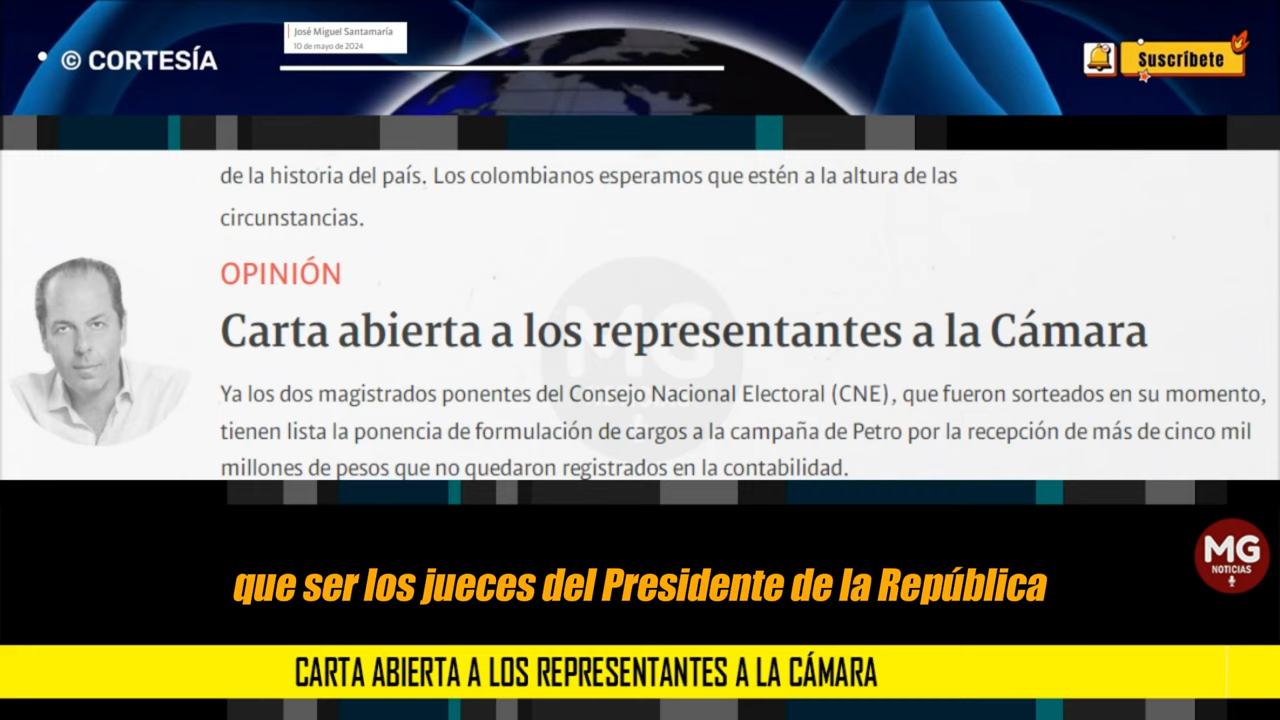 © CORTESÍA
José Miguel Santamaría
10 de mayo de 2024
Suscríbete
de la historia del país. Los colombianos esperamos que estén a la altura de las
circunstancias.
OPINIÓN
Carta abierta a los representantes a la Cámara
Ya los dos magistrados ponentes del Consejo Nacional Electoral (CNE), que fueron sorteados en su momento,
tienen lista la ponencia de formulación de cargos a la campaña de Petro por la recepción de más de cinco mil
millones de pesos que no quedaron registrados en la contabilidad.
MG
que ser los jueces del Presidente de la República
MG
NOTICIAS
CARTA ABIERTA A LOS REPRESENTANTES A LA CÁMARA